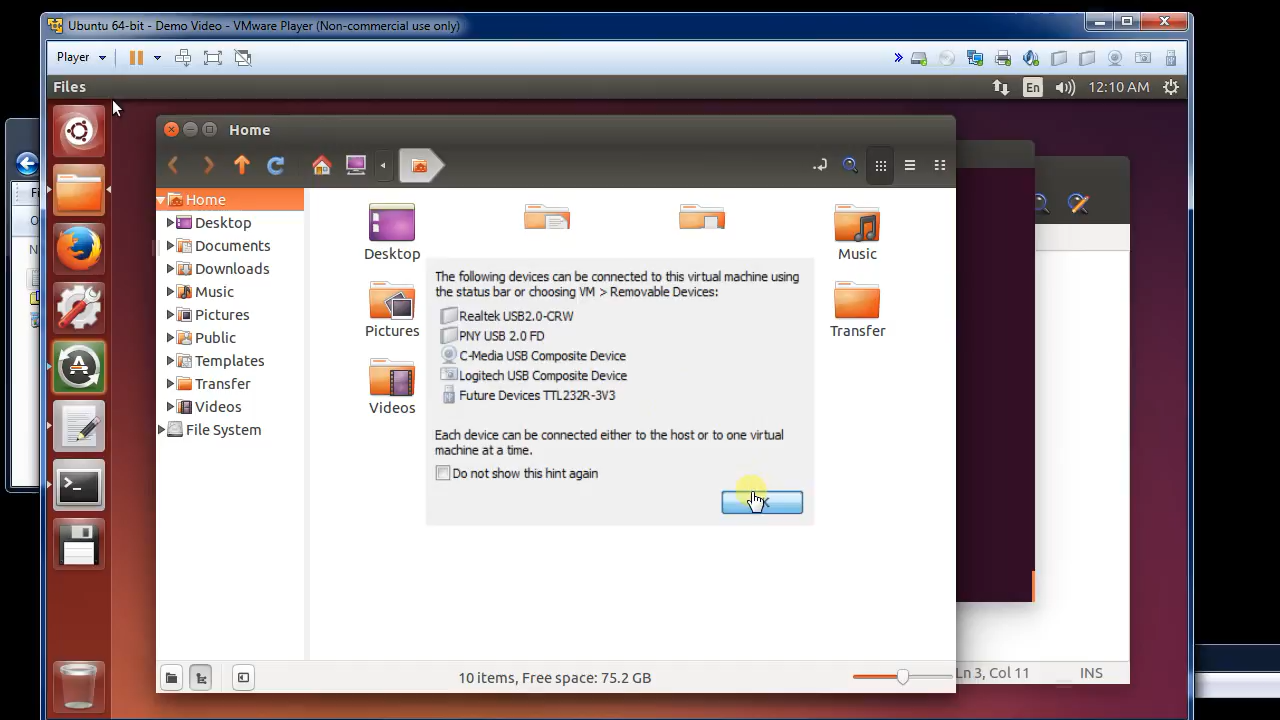 Ubuntu 64-bit - Demo Video - VMware Player (Non-commercial use only)
Player
»
Files
En
12:10 AM
Home
Home
Desktop
Documents
Downloads
Music
Pictures
Public
Templates
Transfer
Videos
File System
Desktop
Music
Pictures
Transfer
Videos
The following devices can be connected to this virtual machine using
the status bar or choosing VM > Removable Devices:
Realtek USB2.0-CRW
PNY USB 2.0 FD
C-Media USB Composite Device
Logitech USB Composite Device
Future Devices TTL232R-3V3
Each device can be connected either to the host or to one virtual
machine at a time.
Do not show this hint again
10 items, Free space: 75.2 GB
Ln 3, Col 11
INS